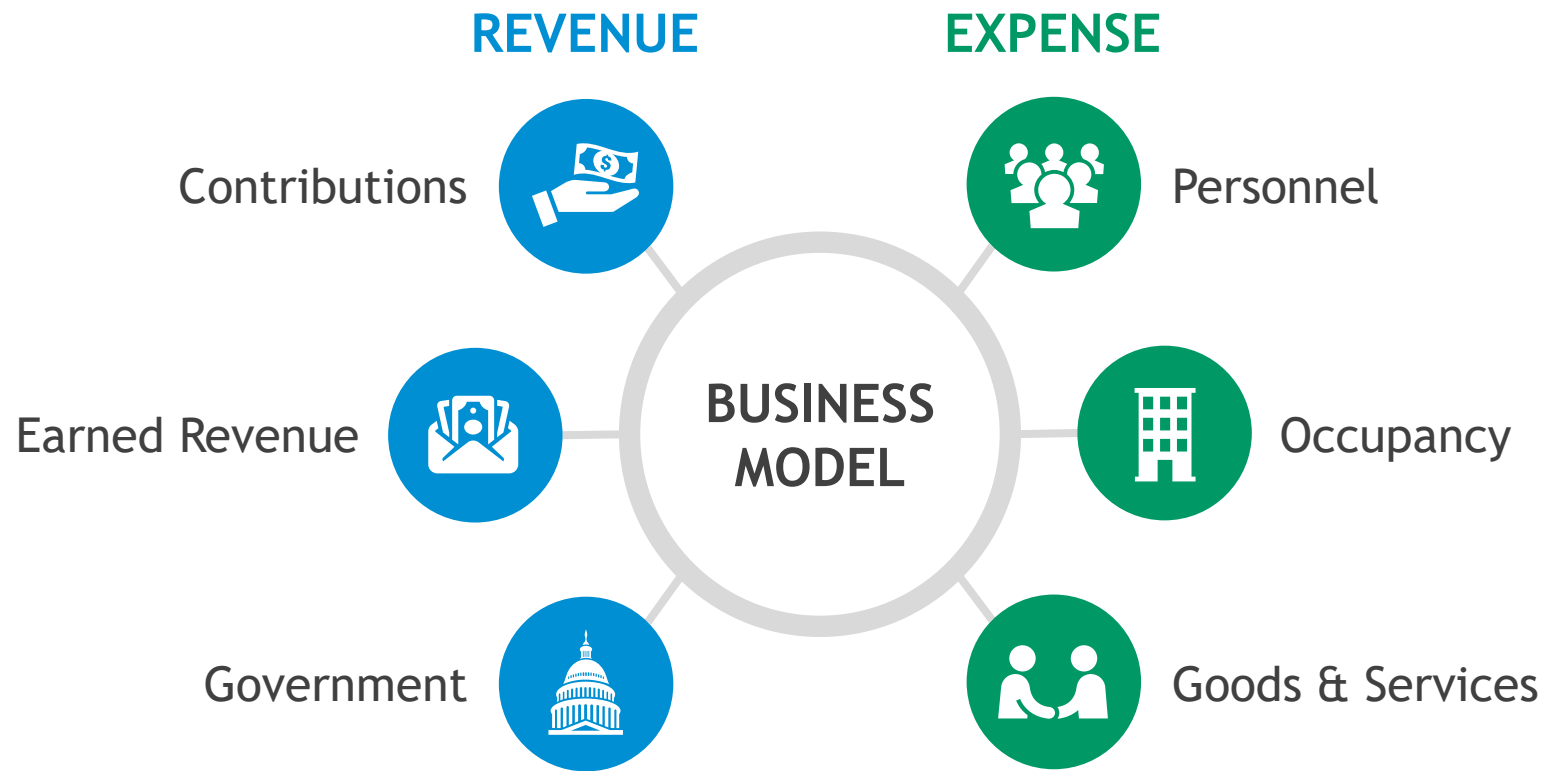 REVENUE
EXPENSE
Contributions
Personnel
Earned Revenue
BUSINESS
MODEL
Occupancy
Government
Goods & Services